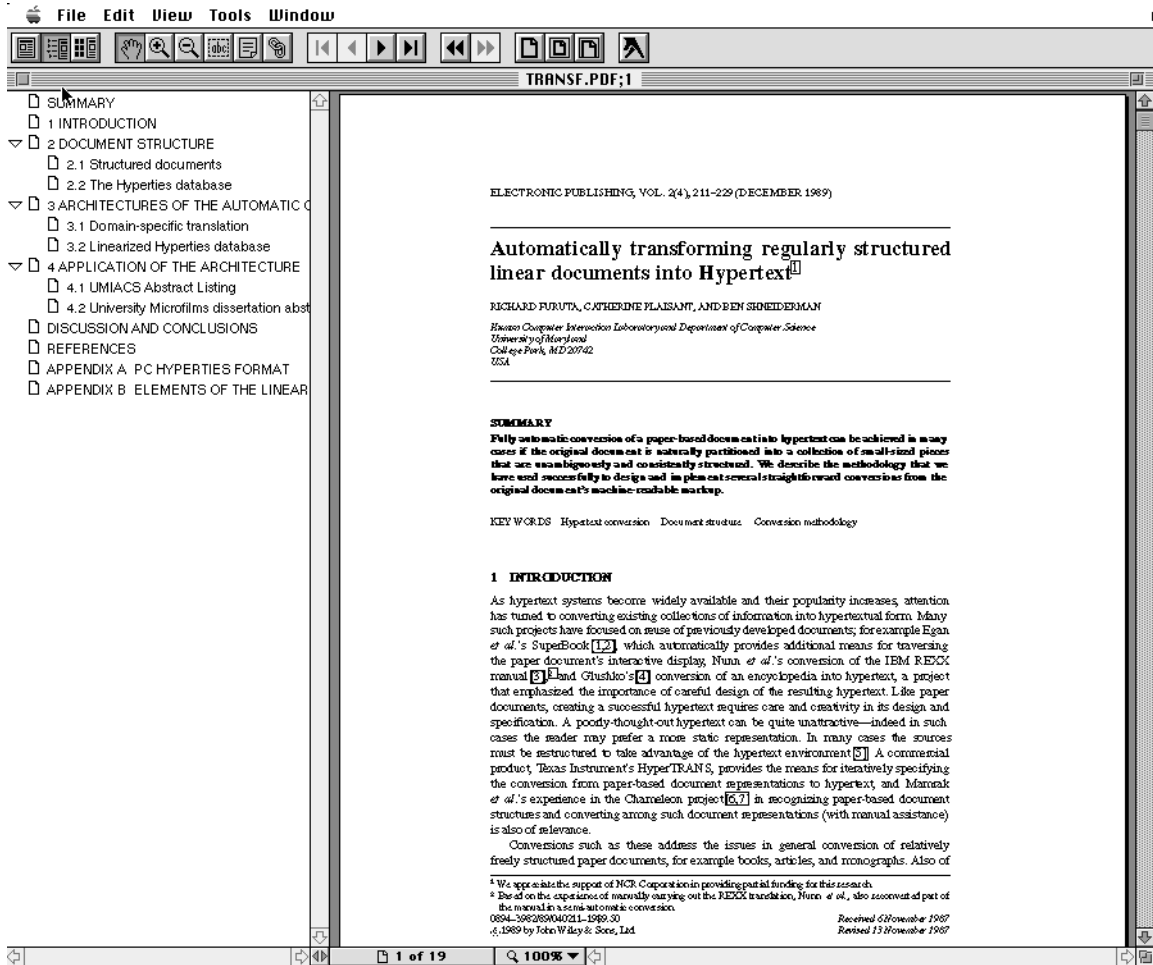 File Edit View Tools Window
abc
TRANSF.PDF;1
SUMMARY
1 INTRODUCTION
2 DOCUMENT STRUCTURE
2.1 Structured documents
2.2 The Hyperties database
3 ARCHITECTURES OF THE AUTOMATIC C
3.1 Domain-specific translation
3.2 Linearized Hyperties database
4 APPLICATION OF THE ARCHITECTURE
4.1 UMIACS Abstract Listing
4.2 University Microfilms dissertation abst
DISCUSSION AND CONCLUSIONS
REFERENCES
APPENDIX A PC HYPERTIES FORMAT
APPENDIX B ELEMENTS OF THE LINEAR
ELECTRONIC PUBLISHING, VOL. 2(4), 211–229 (DECEMBER 1989)
Automatically transforming regularly structured
linear documents into Hypertext1
RICHARD FURUTA, CATHERINE PLAISANT, AND BEN SHNEIDERMAN
Human Computer Interaction Laboratory and Department of Computer Science
University of Maryland
College Park, MD 20742
USA
SUMMARY
Fully automatic conversion of a paper-based document into hypertext can be achieved in many
cases if the original document is naturally partitioned into a collection of small-sized pieces
that are unambiguously and consistently structured. We describe the methodology that we
have used successfully to design and implement several straightforward conversions from the
original document's machine-readable markup.
KEY WORDS Hypertext conversion Document structure Conversion methodology
1 INTRODUCTION
As hypertext systems become widely available and their popularity increases, attention
has turned to converting existing collections of information into hypertextual form. Many
such projects have focused on reuse of previously developed documents; for example Egan
et al.'s SuperBook [1,2], which automatically provides additional means for traversing
the paper document's interactive display, Nunn et al.'s conversion of the IBM REXX
manual [3],2 and Glushko's [4] conversion of an encyclopedia into hypertext, a project
that emphasized the importance of careful design of the resulting hypertext. Like paper
documents, creating a successful hypertext requires care and creativity in its design and
specification. A poorly-thought-out hypertext can be quite unattractive—indeed in such
cases the reader may prefer a more static representation. In many cases the sources
must be restructured to take advantage of the hypertext environment [5]. A commercial
product, Texas Instrument's HyperTRANS, provides the means for iteratively specifying
the conversion from paper-based document representations to hypertext, and Mamrak
et al.'s experience in the Chameleon project [6,7] in recognizing paper-based document
structures and converting among such document representations (with manual assistance)
is also of relevance.
Conversions such as these address the issues in general conversion of relatively
freely structured paper documents, for example books, articles, and monographs. Also of
1 We appreciate the support of NCR Corporation in providing partial funding for this research.
2 Based on the experience of manually carrying out the REXX translation, Nunn et al., also reconverted part of
the manual in a semi-automatic conversion.
0894–3982/89/040211–19$9.50
© 1989 by John Wiley & Sons, Ltd.
Received 6 November 1987
Revised 13 November 1987
1 of 19
100%